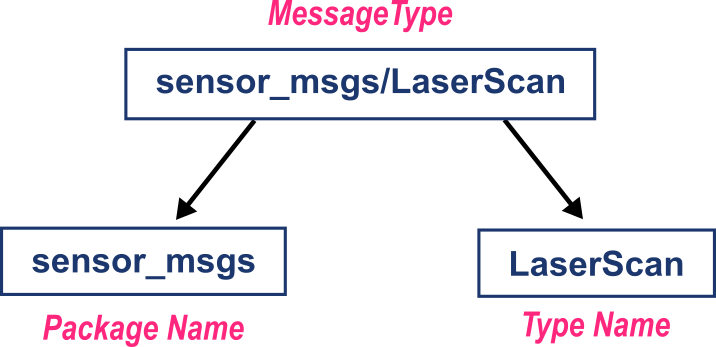 MessageType
sensor_msgs/LaserScan
sensor_msgs
LaserScan
Package Name
Type Name